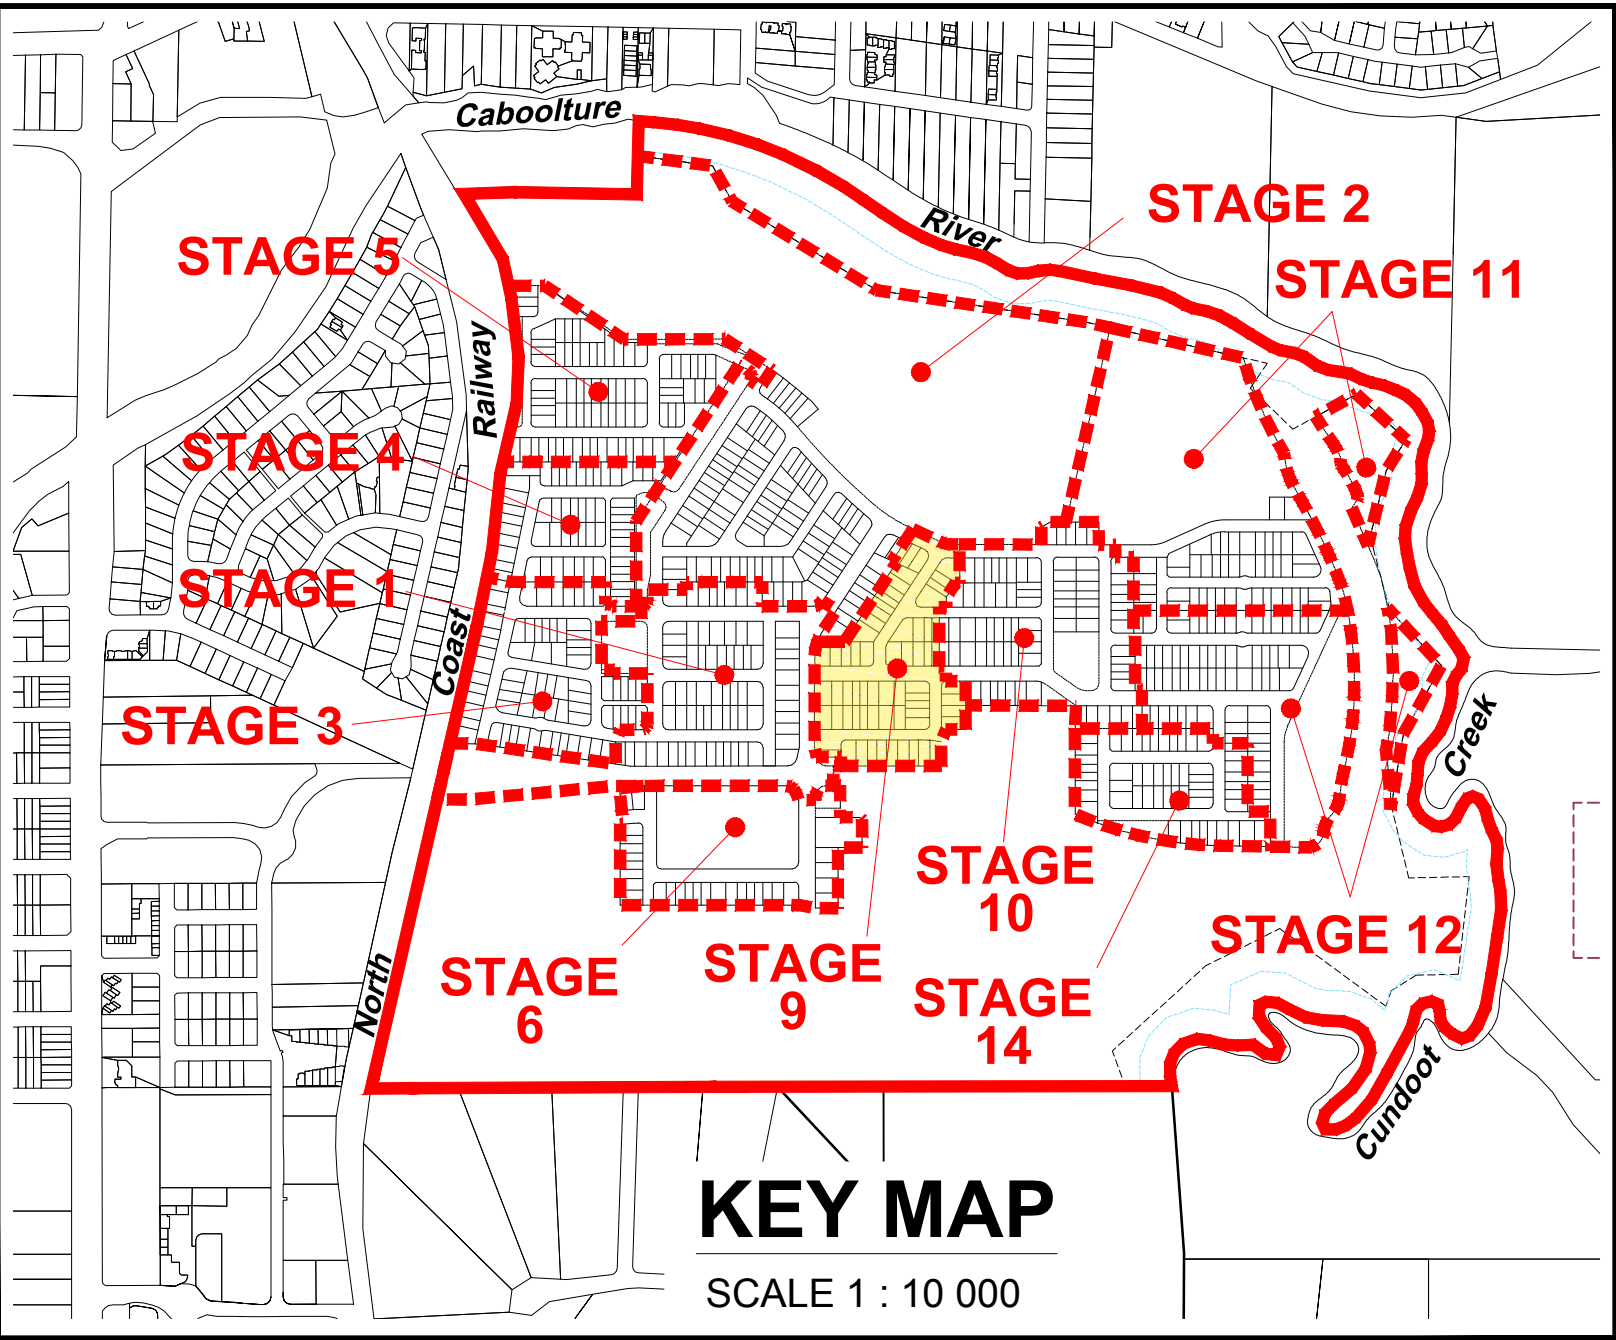 Caboolture
River
STAGE 2
STAGE 5
STAGE 11
Railway
STAGE 4
STAGE 1
Coast
STAGE 3
Creek
STAGE
10
STAGE 12
STAGE
6
STAGE
9
STAGE
14
North
Cundoot
KEY MAP
SCALE 1 : 10 000